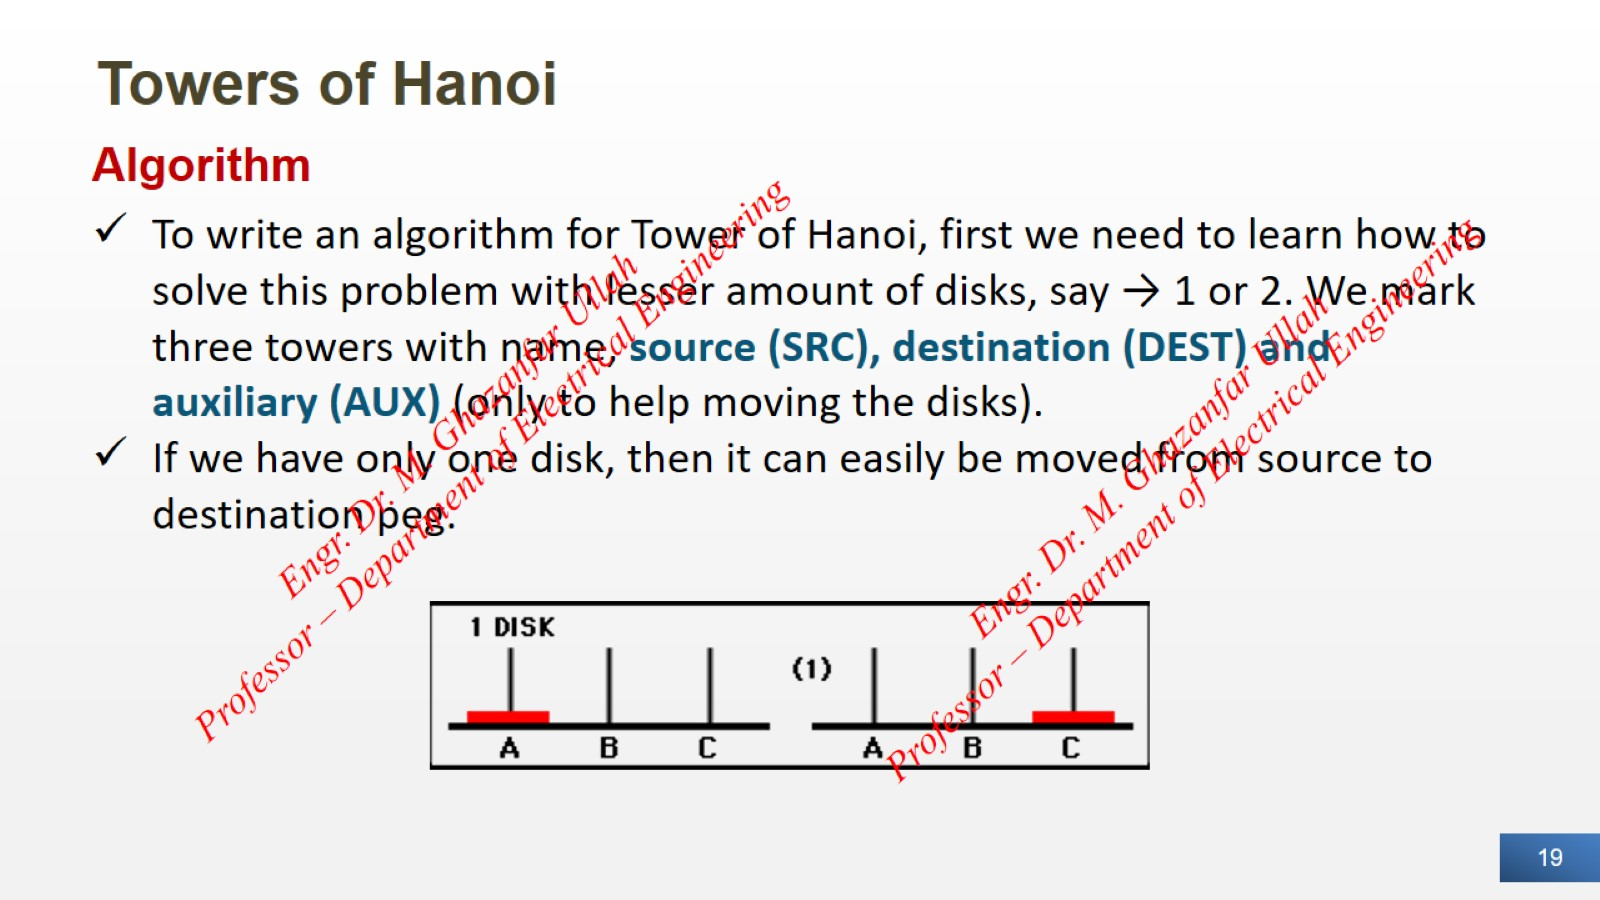 Towers of Hanoi
Algorithm
✓ To write an algorithm for Tower of Hanoi, first we need to learn how to
solve this problem with lesser amount of disks, say → 1 or 2. We mark
three towers with name, source (SRC), destination (DEST) and
auxiliary (AUX) (only to help moving the disks).
✓ If we have only one disk, then it can easily be moved from source to
destination peg.
Engr. Dr. M. Ghazanfar Ullah
Professor – Department of Electrical Engineering
Engr. Dr. M. Ghazanfar Ullah
Professor – Department of Electrical Engineering
1 DISK
(1)
A B C A B C
19